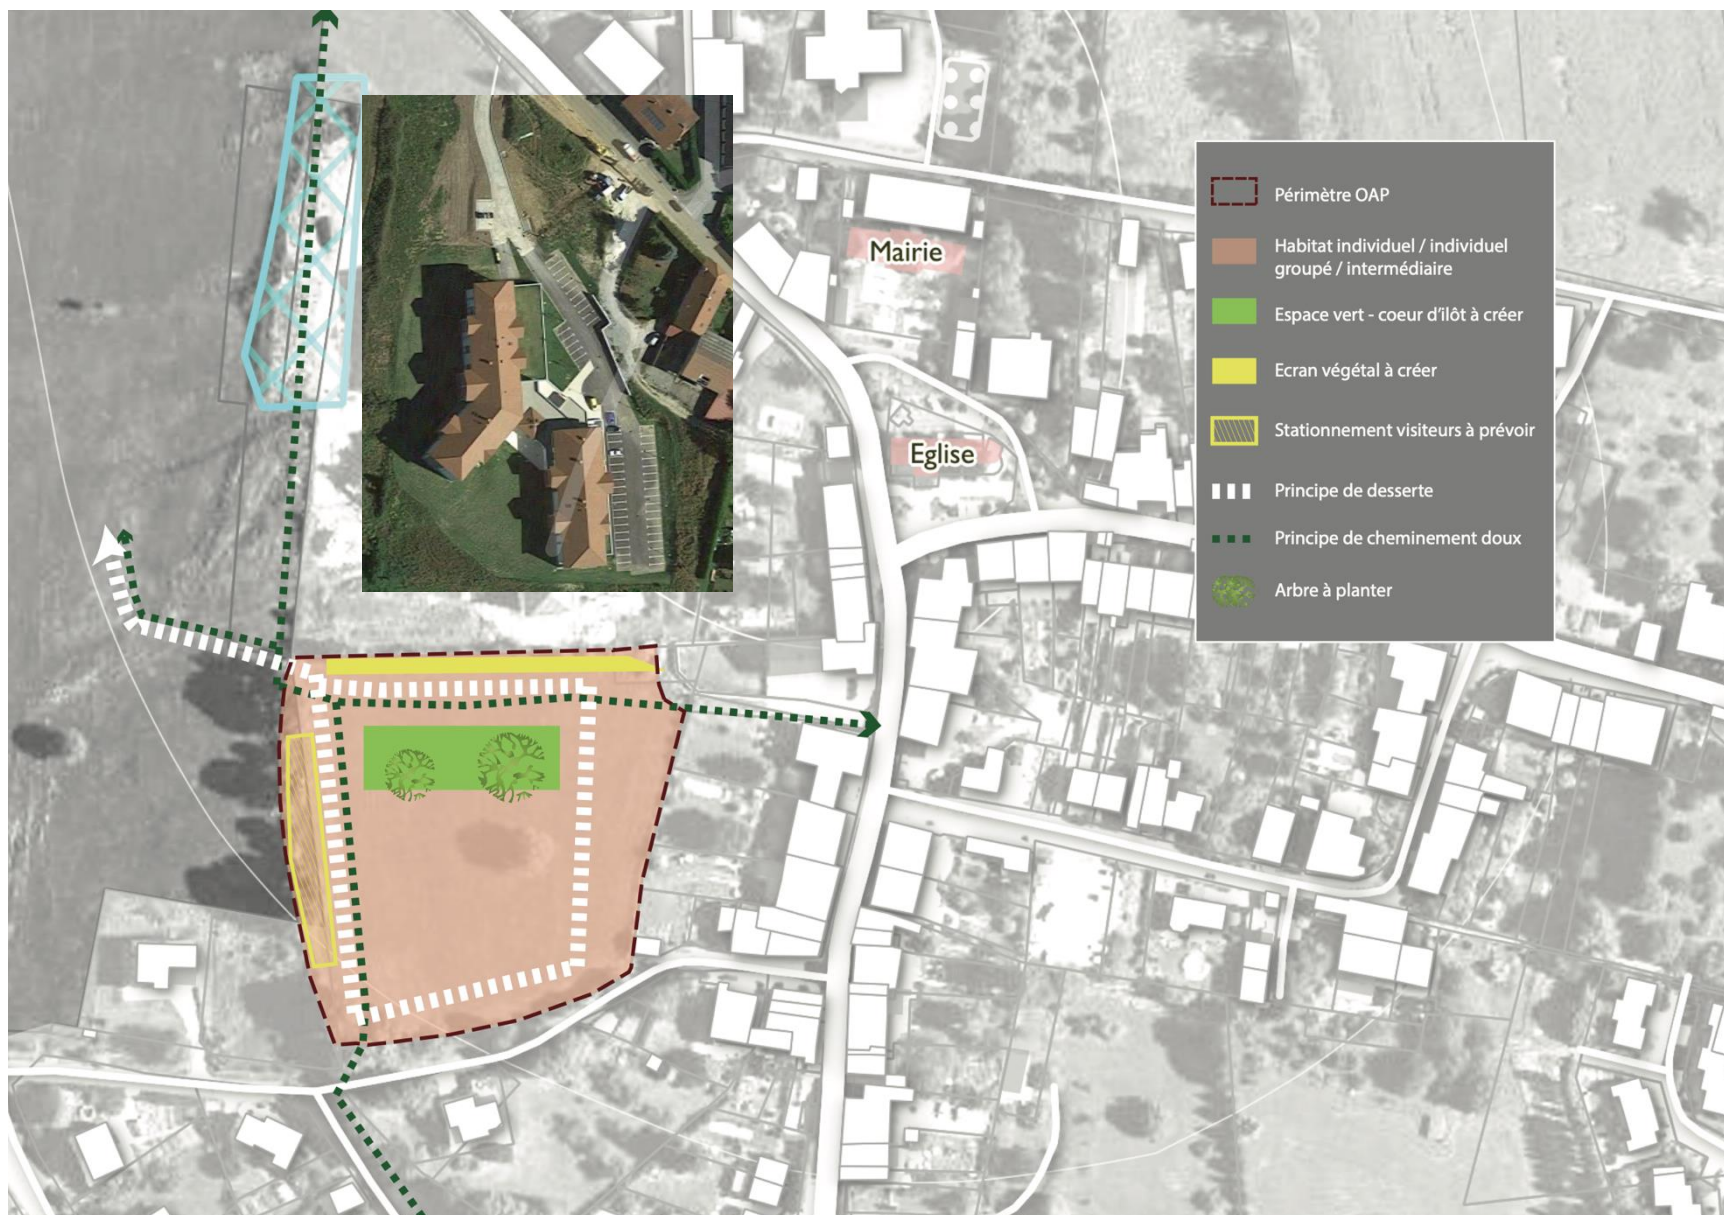 Mairie
Eglise
Périmètre OAP
Habitat individuel / individuel
groupé / intermédiaire
Espace vert - coeur d'ilôt à créer
Ecran végétal à créer
Stationnement visiteurs à prévoir
Principe de desserte
Principe de cheminement doux
Arbre à planter